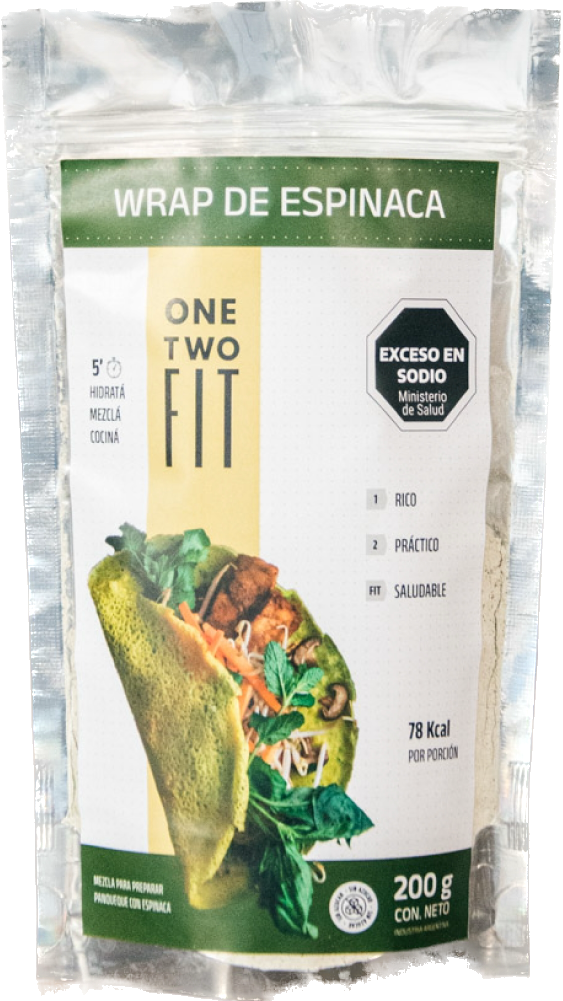 WRAP DE ESPINACA
ONE
TWO
FIT
5'
HIDRATÁ
MEZCLÁ
COCINÁ
EXCESO EN
SODIO
Ministerio
de Salud
1 RICO
2 PRÁCTICO
FIT SALUDABLE
78 Kcal
POR PORCIÓN
MEZCLA PARA PREPARAR
PANQUEQUE CON ESPINACA
200 g
CON. NETO
INDUSTRIA ARGENTINA